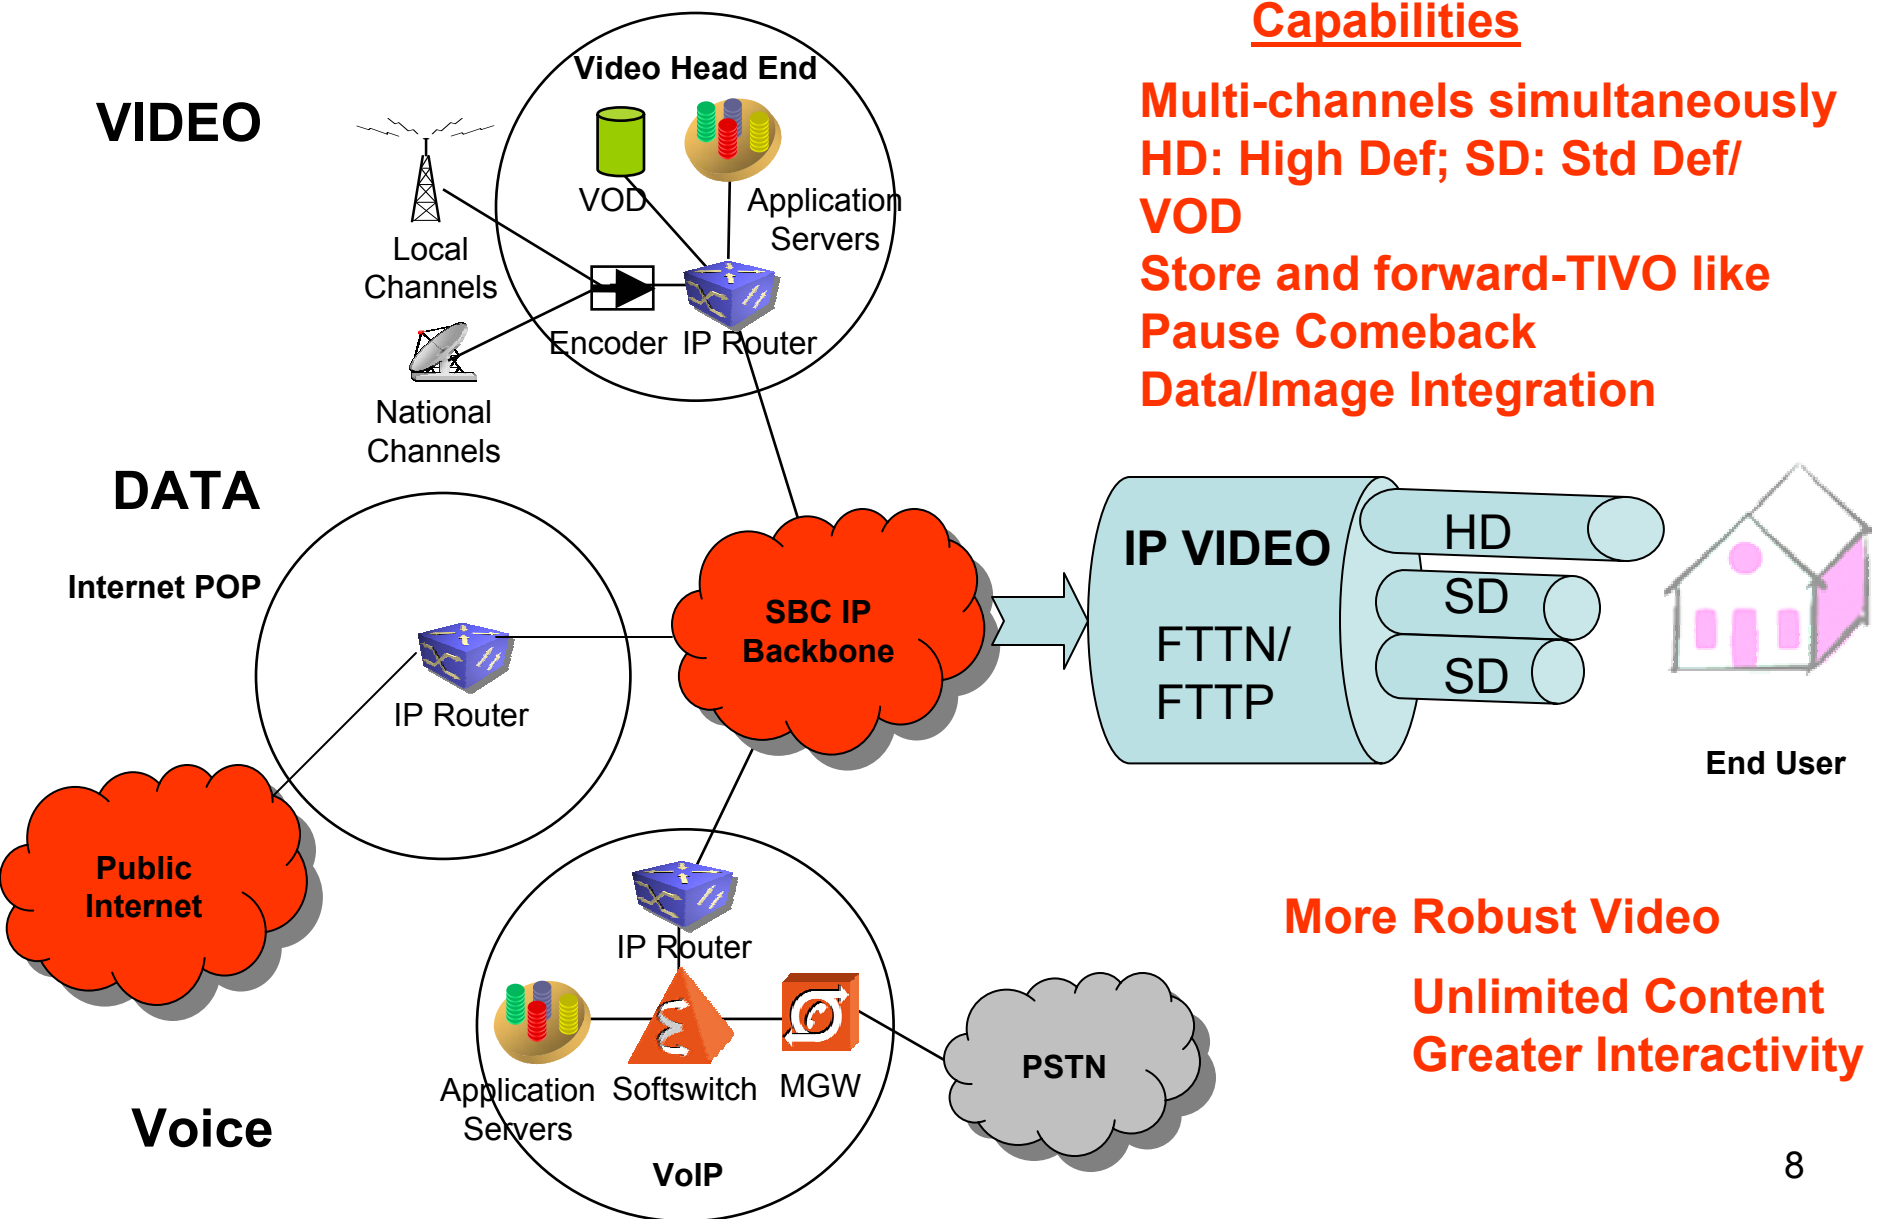 Capabilities
Multi-channels simultaneously
HD: High Def; SD: Std Def/
VOD
Store and forward-TIVO like
Pause Comeback
Data/Image Integration
VIDEO
Video Head End
VOD
Application
Servers
Local
Channels
Encoder
IP Router
National
Channels
DATA
Internet POP
IP Router
SBC IP
Backbone
IP VIDEO
FTTN/
FTTP
HD
SD
SD
End User
Public
Internet
IP Router
Application
Servers
Softswitch
MGW
PSTN
Voice
VoIP
More Robust Video
Unlimited Content
Greater Interactivity
8